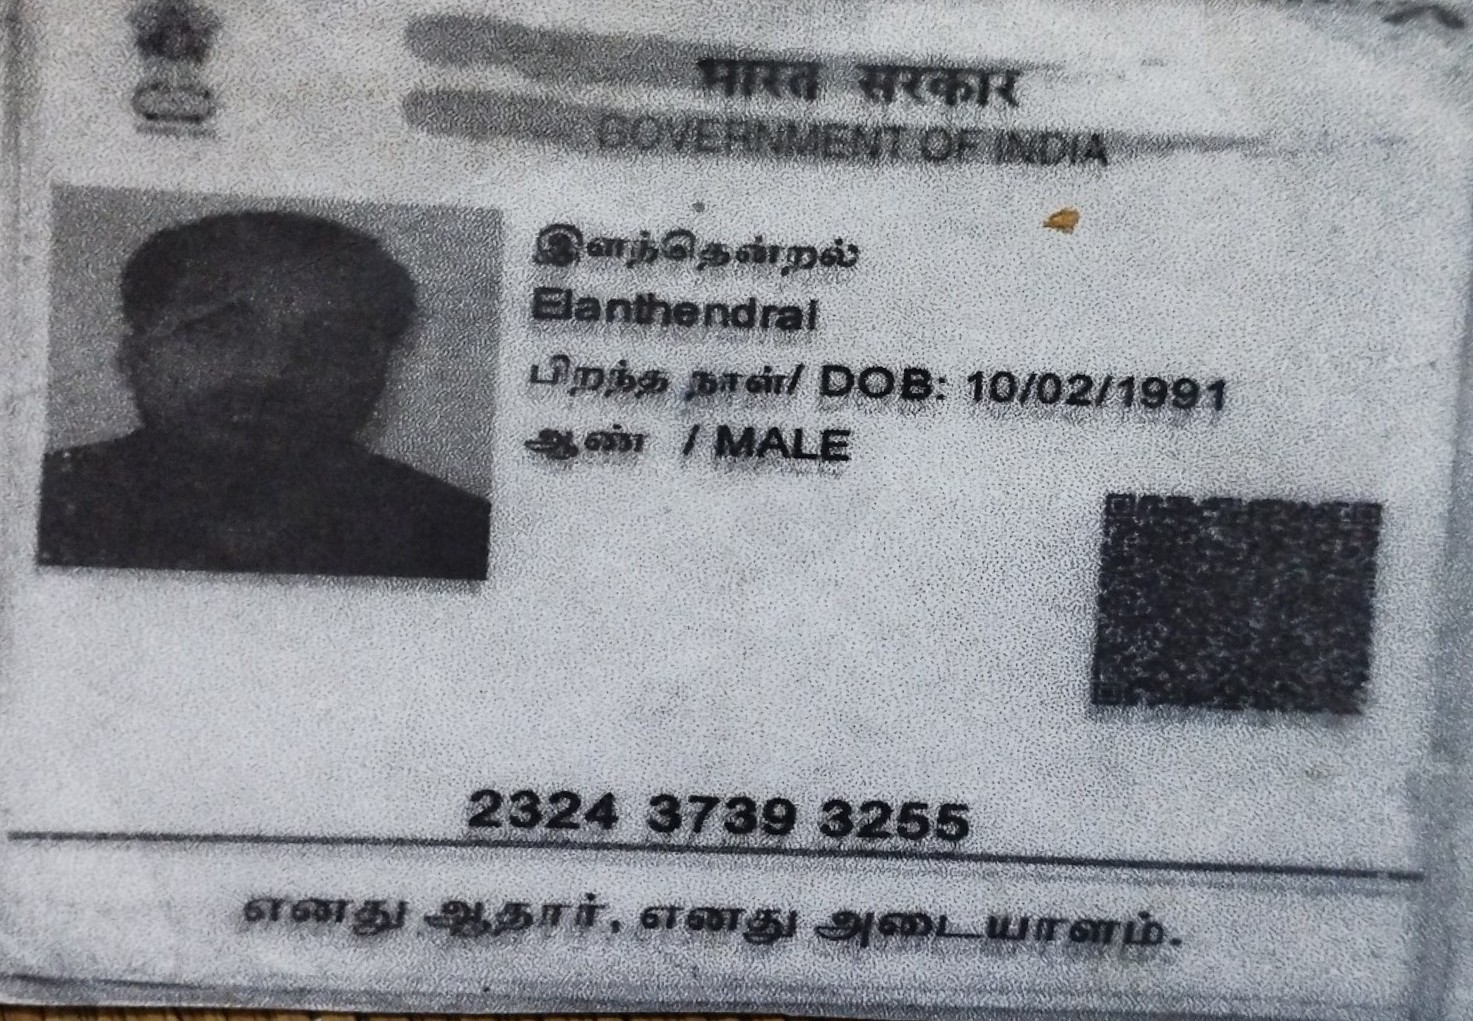 भारत सरकार
GOVERNMENT OF INDIA
இளந்தென்றல்
Elanthendral
பிறந்த நாள்/ DOB: 10/02/1991
ஆண் / MALE
2324 3739 3255
எனது ஆதார், எனது அடையாளம்.